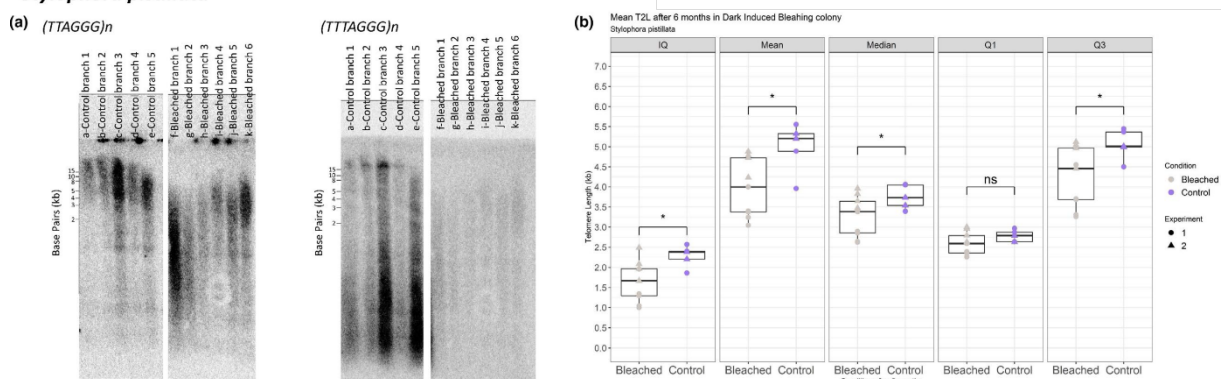 (a)
(TTAGGG)n
a-Control branch 1
b-Control branch 2
c-Control branch 3
d-Control branch 4
e-Control branch 5
f-Bleached branch 1
g-Bleached branch 2
h-Bleached branch 3
i-Bleached branch 4
j-Bleached branch 5
k-Bleached branch 6
Base Pairs (kb)
15
10
8
6
5
4
3
2
(TTTAGGG)n
a-Control branch 1
b-Control branch 2
c-Control branch 3
d-Control branch 4
e-Control branch 5
f-Bleached branch 1
g-Bleached branch 2
h-Bleached branch 3
i-Bleached branch 4
j-Bleached branch 5
k-Bleached branch 6
Base Pairs (kb)
15
10
8
6
5
4
3
2
(b)
Mean T2L after 6 months in Dark Induced Bleahing colony
Stylophora pistillata
IQ Mean Median Q1 Q3
Telomere Length (kb)
7.0
6.5
6.0
5.5
5.0
4.5
4.0
3.5
3.0
2.5
2.0
1.5
1.0
0.5
0.0
* * * ns *
Bleached Control Bleached Control Bleached Control Bleached Control Bleached Control
Condition
Bleached
Control
Experiment
1
2